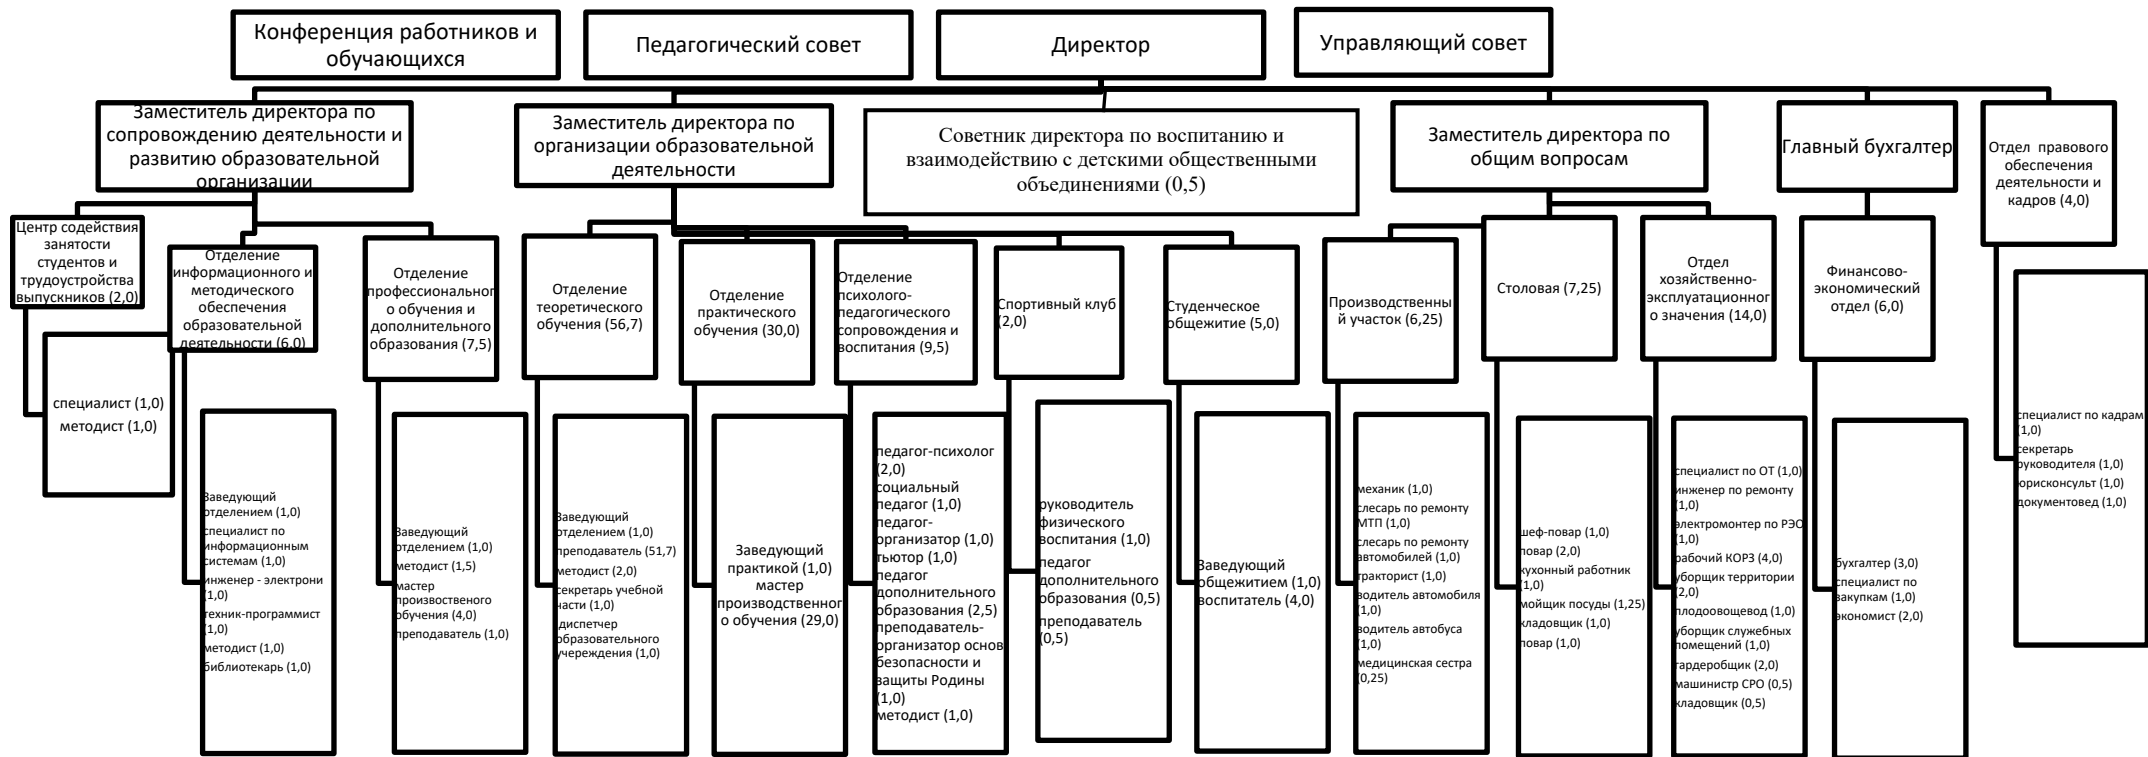 Конференция работников и
обучающихся
Педагогический совет
Директор
Управляющий совет
Заместитель директора по
сопровождению деятельности и
развитию образовательной
организации
Заместитель директора по
организации образовательной
деятельности
Советник директора по воспитанию и
взаимодействию с детскими общественными
объединениями (0,5)
Заместитель директора по
общим вопросам
Главный бухгалтер
Отдел правового
обеспечения
деятельности и
кадров (4,0)
Центр содействия
занятости
студентов и
трудоустройства
выпускников (2,0)
Отделение
информационного и
методического
обеспечения
образовательной
деятельности (6,0)
Отделение
профессионально
о обучения и
дополнительного
образования (7,5)
Отделение
теоретического
обучения (56,7)
Отделение
практического
обучения (30,0)
Отделение
психолого-
педагогического
сопровождения и
воспитания (9,5)
Спортивный клуб
(2,0)
Студенческое
общежитие (5,0)
Производственны
й участок (6,25)
Столовая (7,25)
Отдел
хозяйственно-
эксплуатационног
о значения (14,0)
Финансово-
экономический
отдел (6,0)
специалист (1,0)
методист (1,0)
Заведующий
отделением (1,0)
специалист по
информационным
системам (1,0)
инженер - электрони
(1,0)
техник-программист
(1,0)
методист (1,0)
библиотекарь (1,0)
Заведующий
отделением (1,0)
методист (1,5)
мастер
произвоственого
обучения (4,0)
преподаватель (1,0)
Заведующий
отделением (1,0)
преподаватель (51,7)
методист (2,0)
секретарь учебной
части (1,0)
диспетчер
образовательного
учереждения (1,0)
Заведующий
практикой (1,0)
мастер
производственног
о обучения (29,0)
педагог-психолог
(2,0)
социальный
педагог (1,0)
педагог-
организатор (1,0)
тьютор (1,0)
педагог
дополнительного
образования (2,5)
преподаватель-
организатор основ
безопасности и
защиты Родины
(1,0)
методист (1,0)
руководитель
физического
воспитания (1,0)
педагог
дополнительного
образования (0,5)
преподаватель
(0,5)
Заведующий
общежитием (1,0)
воспитатель (4,0)
механик (1,0)
слесарь по ремонту
МТП (1,0)
слесарь по ремонту
автомобилей (1,0)
тракторист (1,0)
водитель автомобиля
(1,0)
водитель автобуса
(1,0)
медицинская сестра
(0,25)
шеф-повар (1,0)
повар (2,0)
кухонный работник
(1,0)
мойщик посуды (1,25)
кладовщик (1,0)
повар (1,0)
специалист по ОТ (1,0)
инженер по ремонту
(1,0)
электромонтер по РЭО
(1,0)
рабочий КОРЗ (4,0)
уборщик территории
(2,0)
плодоовощевод (1,0)
уборщик служебных
помещений (1,0)
гардеробщик (2,0)
машинистр СРО (0,5)
кладовщик (0,5)
бухгалтер (3,0)
специалист по
закупкам (1,0)
экономист (2,0)
специалист по кадрам
(1,0)
секретарь
руководителя (1,0)
юрисконсульт (1,0)
документовед (1,0)